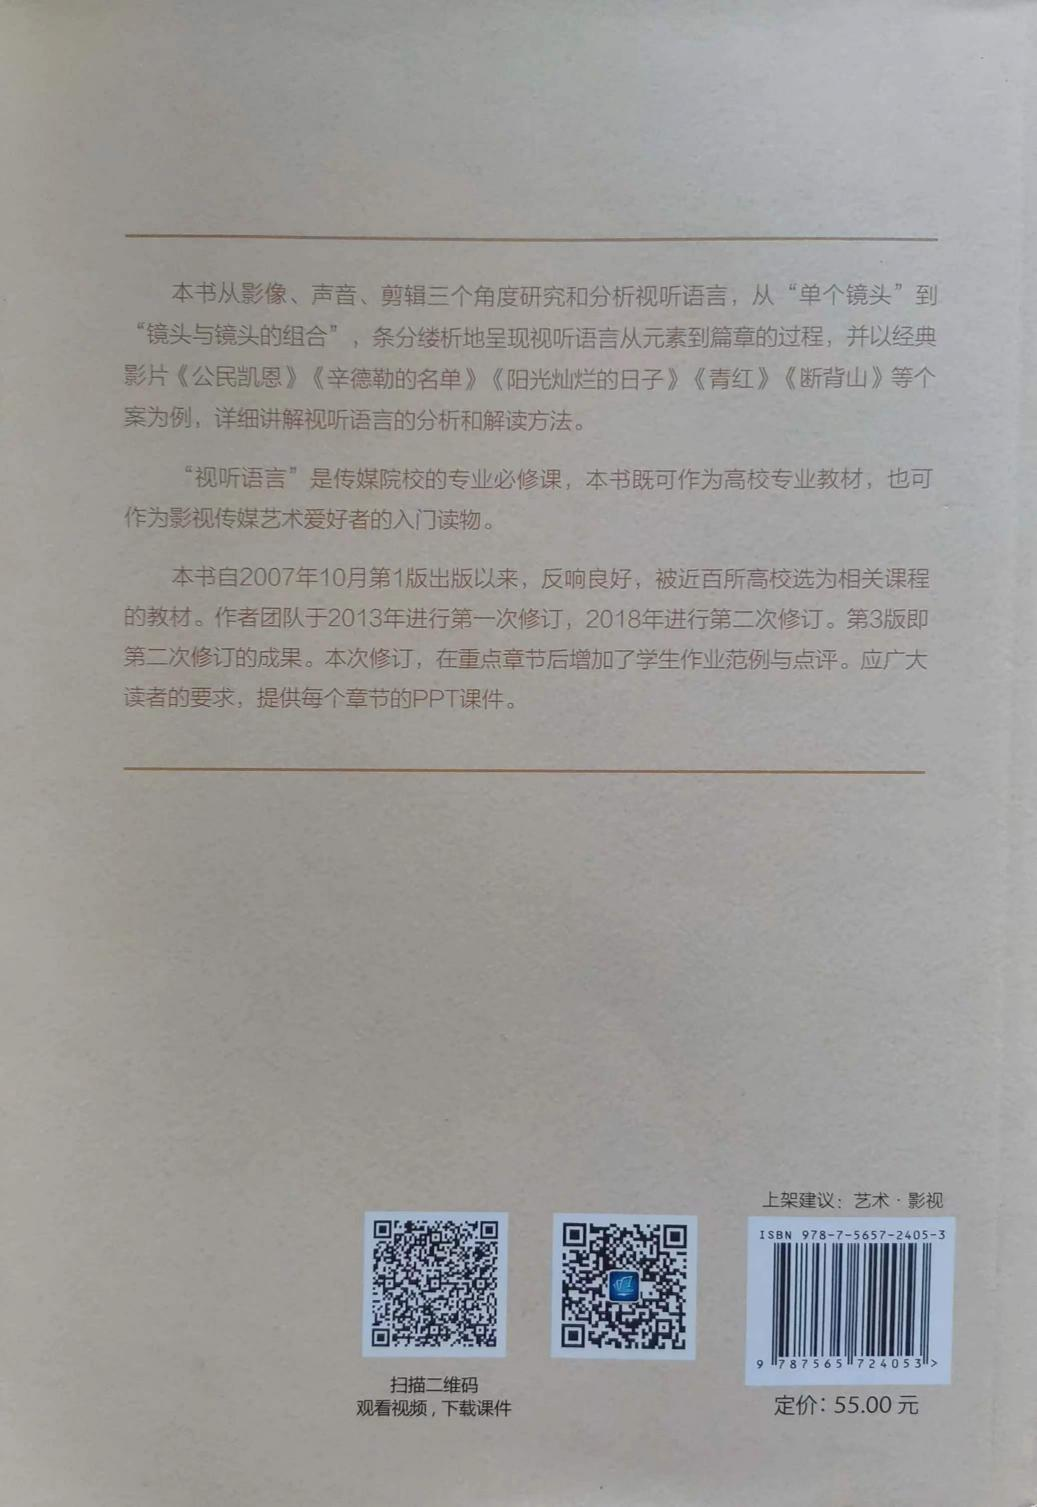 本书从影像、声音、剪辑三个角度研究和分析视听语言，从“单个镜头”到
“镜头与镜头的组合”，条分缕析地呈现视听语言从元素到篇章的过程，并以经典
影片《公民凯恩》《辛德勒的名单》《阳光灿烂的日子》《青红》《断背山》等个
案为例，详细讲解视听语言的分析和解读方法。
“视听语言”是传媒院校的专业必修课，本书既可作为高校专业教材，也可
作为影视传媒艺术爱好者的入门读物。
本书自2007年10月第1版出版以来，反响良好，被近百所高校选为相关课程
的教材。作者团队于2013年进行第一次修订，2018年进行第二次修订。第3版即
第二次修订的成果。本次修订，在重点章节后增加了学生作业范例与点评。应广大
读者的要求，提供每个章节的PPT课件。
上架建议：艺术·影视
ISBN 978-7-5657-2405-3
9 787565 724053 >
定价：55.00 元
扫描二维码
观看视频，下载课件